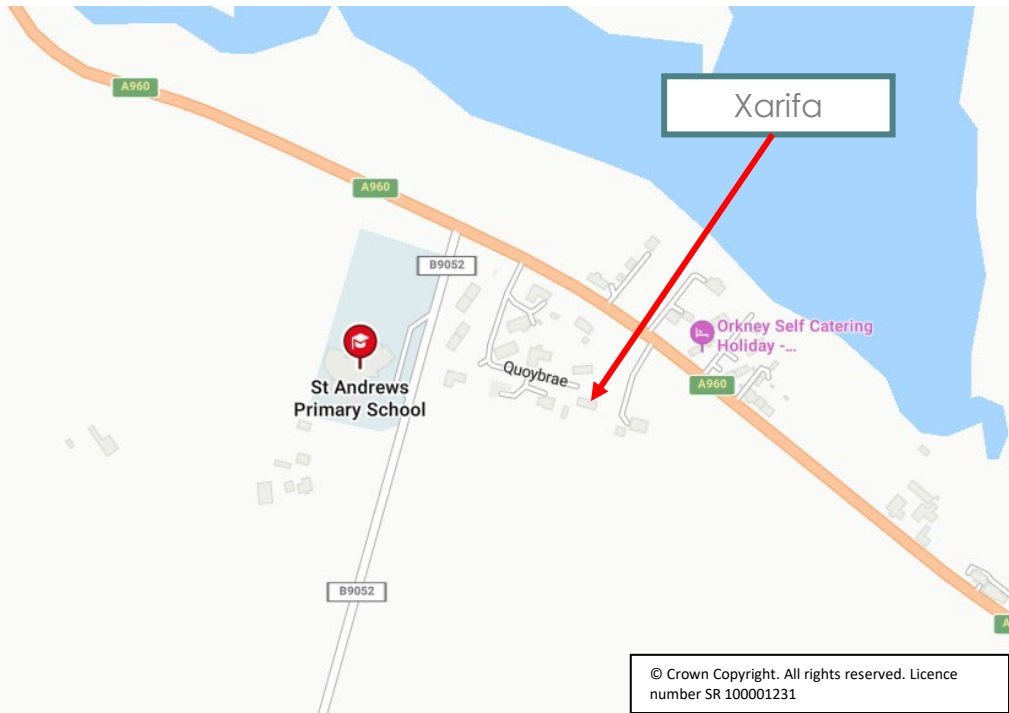 A960
Xarifa
A960
B9052
Orkney Self Catering
Holiday -...
St Andrews
Primary School
Quoybrae
A960
B9052
A
© Crown Copyright. All rights reserved. Licence
number SR 100001231